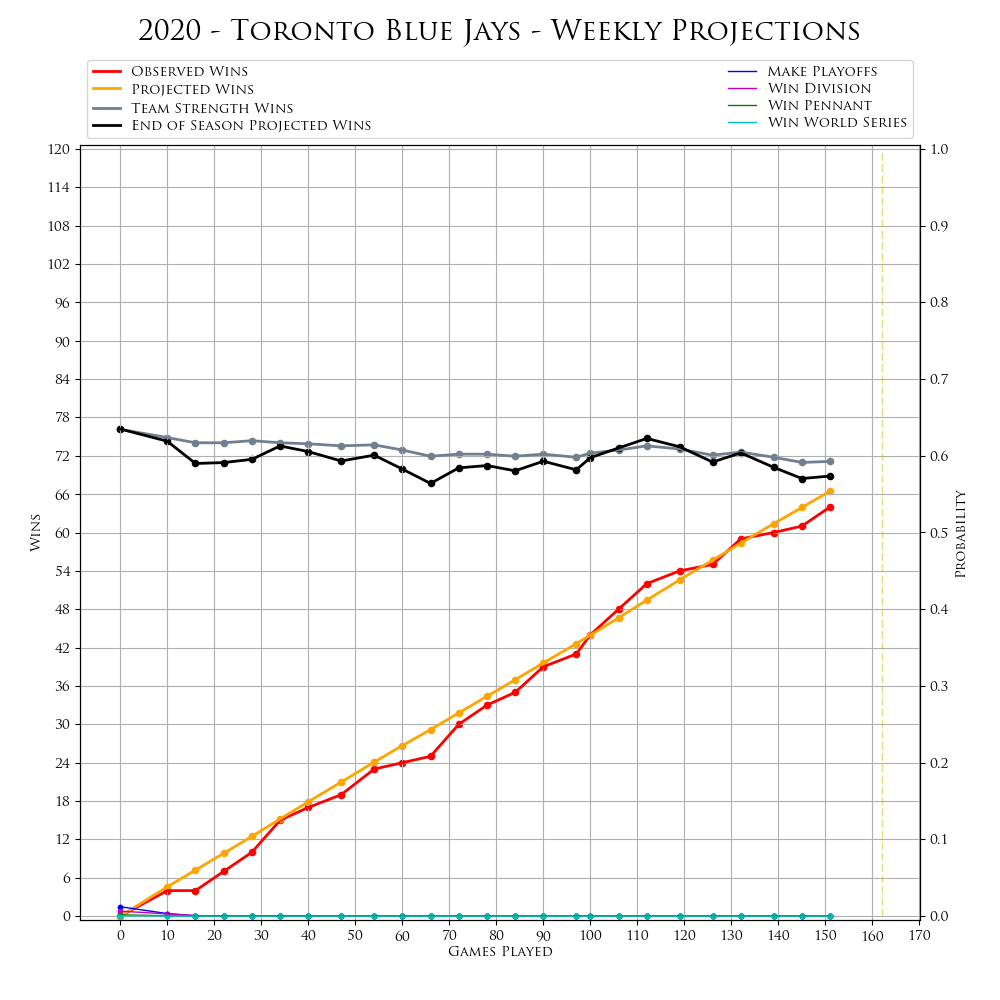 2020 - Toronto Blue Jays - Weekly Projections
Observed Wins
Projected Wins
Team Strength Wins
End of Season Projected Wins
Make Playoffs
Win Division
Win Pennant
Win World Series
120
114
108
102
96
90
84
78
72
66
60
54
48
42
36
30
24
18
12
6
0
Wins
1.0
0.9
0.8
0.7
0.6
0.5
0.4
0.3
0.2
0.1
0.0
Probability
0 10 20 30 40 50 60 70 80 90 100 110 120 130 140 150 160 170
Games Played